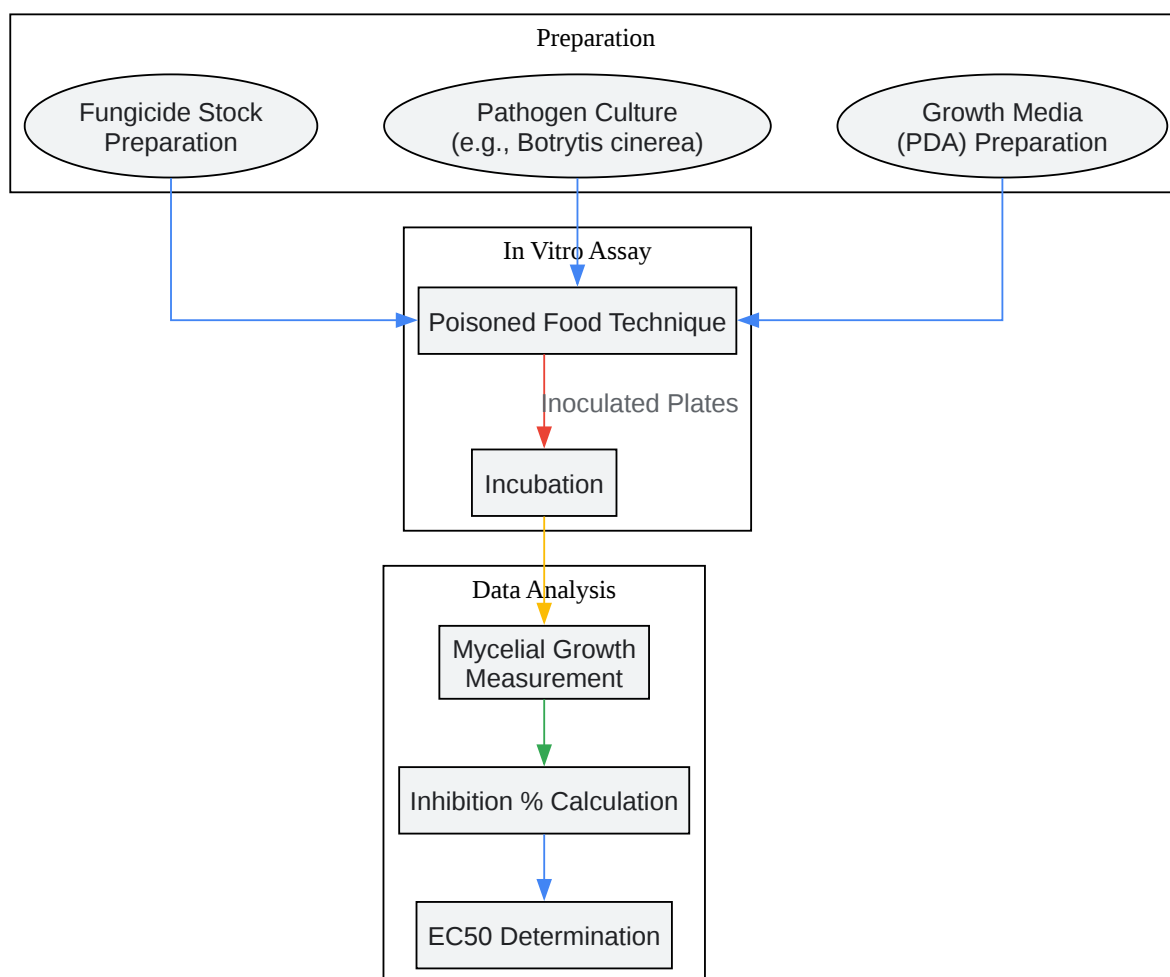 Preparation
Fungicide Stock
Preparation
Pathogen Culture
(e.g., Botrytis cinerea)
Growth Media
(PDA) Preparation
In Vitro Assay
Poisoned Food Technique
Inoculated Plates
Incubation
Data Analysis
Mycelial Growth
Measurement
Inhibition % Calculation
EC50 Determination